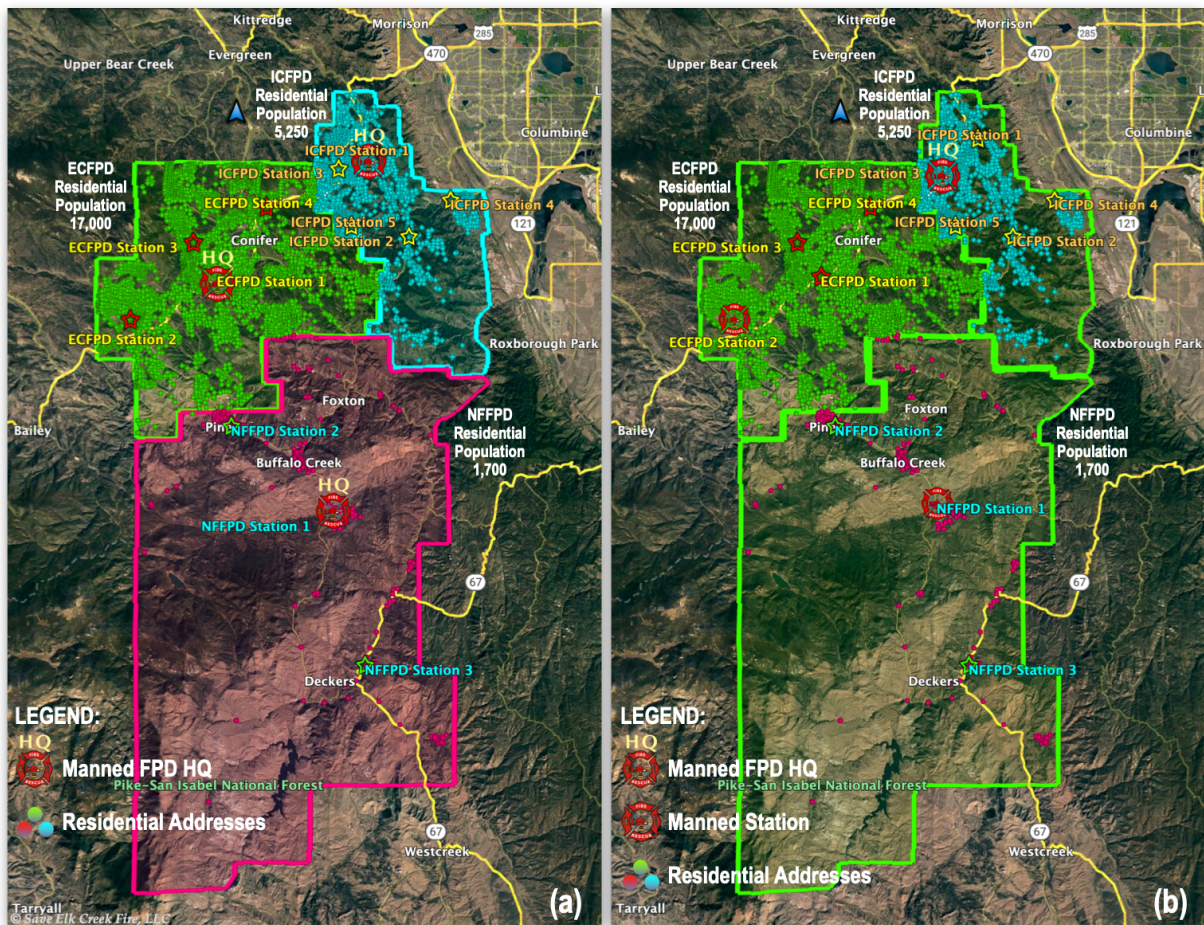 Kittredge
Morrison
285
Evergreen
470
Upper Bear Creek
ICFPD
Residential
Population
5,250
Columbine
HQ
ICFPD Station 1
ECFPD
Residential
Population
17,000
ICFPD Station 3
ECFPD Station 4
ICFPD Station 4
121
ICFPD Station 5
ECFPD Station 3
Conifer
ICFPD Station 2
HQ
FIRE
RESCUE
ECFPD Station 1
ECFPD Station 2
Roxborough Park
Foxton
Bailey
Pin
NFFPD Station 2
NFFPD
Residential
Population
1,700
Buffalo Creek
HQ
NFFPD Station 1
67
NFFPD Station 3
Deckers
LEGEND:
HQ
Manned FPD HQ
Pike-San Isabel National Forest
Residential Addresses
67
Westcreek
Tarryall
© Save Elk Creek Fire, LLC
(a)
Kittredge
Morrison
285
Evergreen
470
Upper Bear Creek
ICFPD
Residential
Population
5,250
Columbine
ICFPD Station 1
HQ
ECFPD
Residential
Population
17,000
ICFPD Station 3
ECFPD Station 4
ICFPD Station 4
121
ICFPD Station 5
ECFPD Station 3
Conifer
ICFPD Station 2
ECFPD Station 1
ECFPD Station 2
Roxborough Park
Foxton
Bailey
Pin
NFFPD Station 2
NFFPD
Residential
Population
1,700
Buffalo Creek
NFFPD Station 1
67
NFFPD Station 3
Deckers
LEGEND:
HQ
Manned FPD HQ
Pike-San Isabel National Forest
Manned Station
Residential Addresses
67
Westcreek
Tarryall
(b)